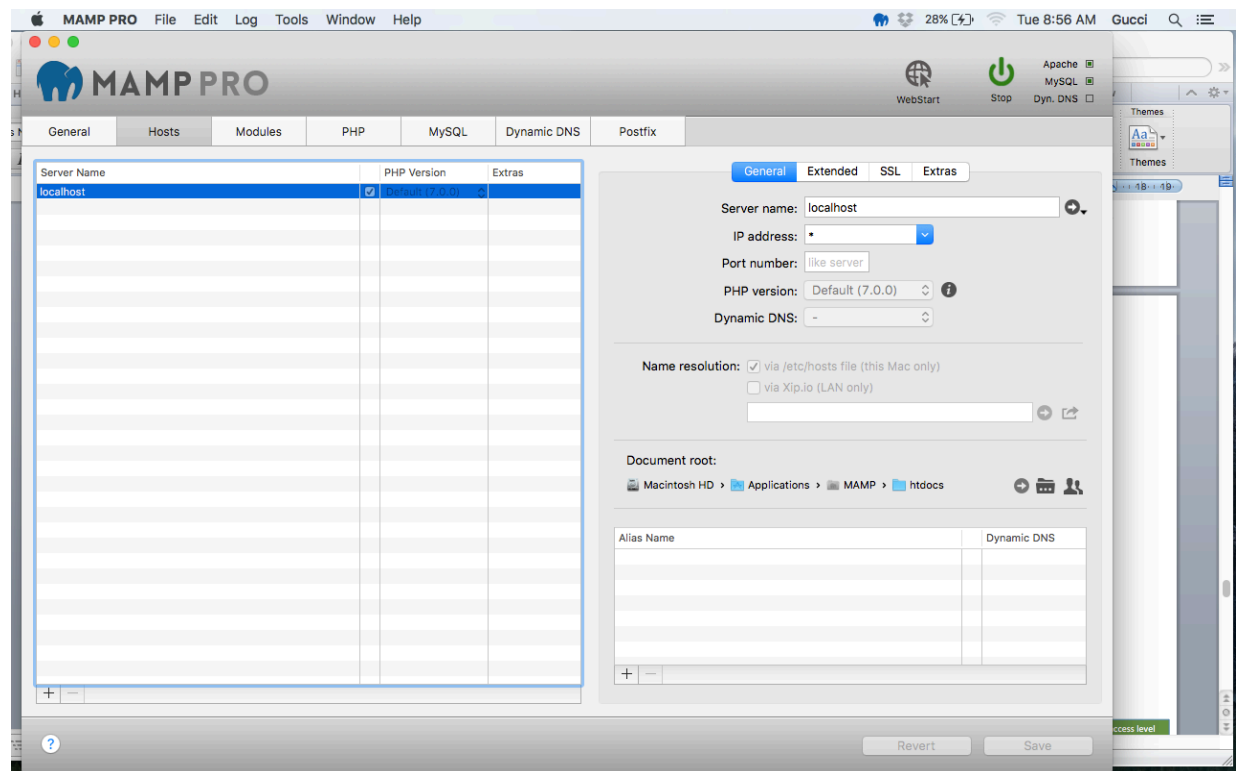 MAMP PRO File Edit Log Tools Window Help 28% Tue 8:56 AM Gucci
MAMP PRO
WebStart
Stop
Apache
MySQL
Dyn. DNS
General Hosts Modules PHP MySQL Dynamic DNS Postfix
Server Name PHP Version Extras
localhost Default (7.0.0)
General Extended SSL Extras
Server name: localhost
IP address: *
Port number: like server
PHP version: Default (7.0.0)
Dynamic DNS: -
Name resolution: via /etc/hosts file (this Mac only)
via Xip.io (LAN only)
Document root:
Macintosh HD › Applications › MAMP › htdocs
Alias Name Dynamic DNS
+ −
+ −
? Revert Save
Themes
Aa
Themes
18 19
ccess level